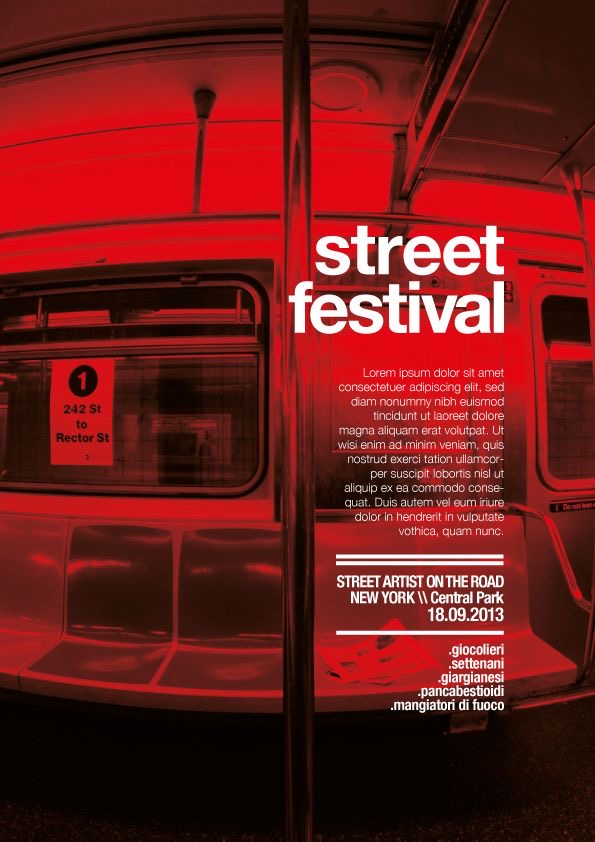 street
festival
1
242 St
to
Rector St
Lorem ipsum dolor sit amet
consectetuer adipiscing elit, sed
diam nonummy nibh euismod
tincidunt ut laoreet dolore
magna aliquam erat volutpat. Ut
wisi enim ad minim veniam, quis
nostrud exerci tation ullamcor-
per suscipit lobortis nisl ut
aliquip ex ea commodo conse-
quat. Duis autem vel eum iriure
dolor in hendrerit in vulputate
vothica, quam nunc.
Do not lean
STREET ARTIST ON THE ROAD
NEW YORK \\ Central Park
18.09.2013
.giocolieri
.settenani
.giargianesi
.pancabestioidi
.mangiatori di fuoco